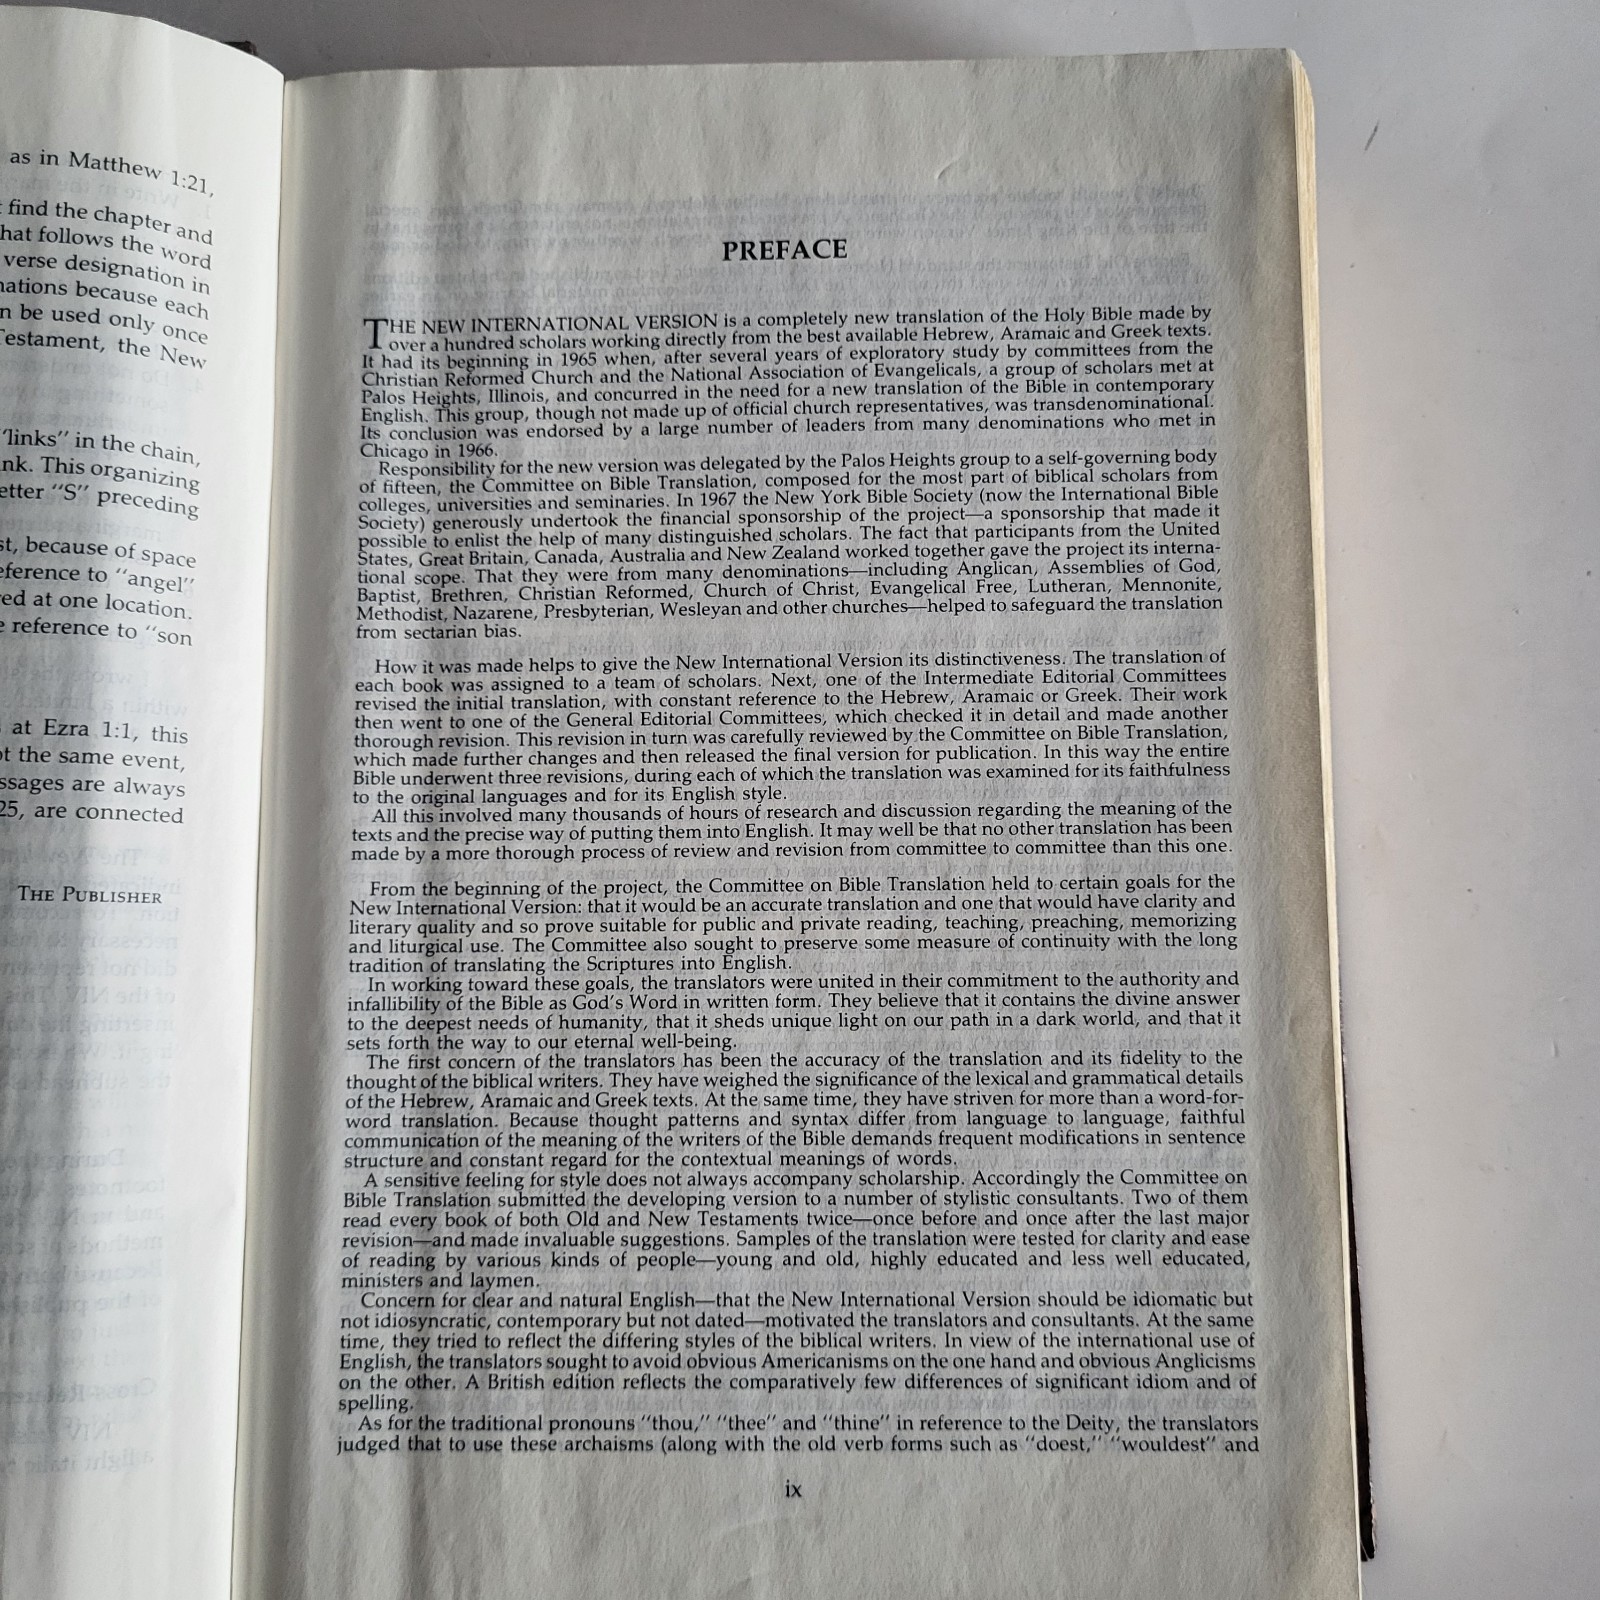 as in Matthew 1:21,
find the chapter and
hat follows the word
verse designation in
nations because each
n be used only once
Testament, the New
"links" in the chain,
nk. This organizing
etter "S" preceding
st, because of space
eference to "angel"
ed at one location.
e reference to "son
at Ezra 1:1, this
ot the same event,
ssages are always
25, are connected
THE PUBLISHER
PREFACE
THE NEW INTERNATIONAL VERSION is a completely new translation of the Holy Bible made by
over a hundred scholars working directly from the best available Hebrew, Aramaic and Greek texts.
It had its beginning in 1965 when, after several years of exploratory study by committees from the
Christian Reformed Church and the National Association of Evangelicals, a group of scholars met at
Palos Heights, Illinois, and concurred in the need for a new translation of the Bible in contemporary
English. This group, though not made up of official church representatives, was transdenominational.
Its conclusion was endorsed by a large number of leaders from many denominations who met in
Chicago in 1966.
Responsibility for the new version was delegated by the Palos Heights group to a self-governing body
of fifteen, the Committee on Bible Translation, composed for the most part of biblical scholars from
colleges, universities and seminaries. In 1967 the New York Bible Society (now the International Bible
Society) generously undertook the financial sponsorship of the project—a sponsorship that made it
possible to enlist the help of many distinguished scholars. The fact that participants from the United
States, Great Britain, Canada, Australia and New Zealand worked together gave the project its interna-
tional scope. That they were from many denominations—including Anglican, Assemblies of God,
Baptist, Brethren, Christian Reformed, Church of Christ, Evangelical Free, Lutheran, Mennonite,
Methodist, Nazarene, Presbyterian, Wesleyan and other churches—helped to safeguard the translation
from sectarian bias.
How it was made helps to give the New International Version its distinctiveness. The translation of
each book was assigned to a team of scholars. Next, one of the Intermediate Editorial Committees
revised the initial translation, with constant reference to the Hebrew, Aramaic or Greek. Their work
then went to one of the General Editorial Committees, which checked it in detail and made another
thorough revision. This revision in turn was carefully reviewed by the Committee on Bible Translation,
which made further changes and then released the final version for publication. In this way the entire
Bible underwent three revisions, during each of which the translation was examined for its faithfulness
to the original languages and for its English style.
All this involved many thousands of hours of research and discussion regarding the meaning of the
texts and the precise way of putting them into English. It may well be that no other translation has been
made by a more thorough process of review and revision from committee to committee than this one.
From the beginning of the project, the Committee on Bible Translation held to certain goals for the
New International Version: that it would be an accurate translation and one that would have clarity and
literary quality and so prove suitable for public and private reading, teaching, preaching, memorizing
and liturgical use. The Committee also sought to preserve some measure of continuity with the long
tradition of translating the Scriptures into English.
In working toward these goals, the translators were united in their commitment to the authority and
infallibility of the Bible as God's Word in written form. They believe that it contains the divine answer
to the deepest needs of humanity, that it sheds unique light on our path in a dark world, and that it
sets forth the way to our eternal well-being.
The first concern of the translators has been the accuracy of the translation and its fidelity to the
thought of the biblical writers. They have weighed the significance of the lexical and grammatical details
of the Hebrew, Aramaic and Greek texts. At the same time, they have striven for more than a word-for-
word translation. Because thought patterns and syntax differ from language to language, faithful
communication of the meaning of the writers of the Bible demands frequent modifications in sentence
structure and constant regard for the contextual meanings of words.
A sensitive feeling for style does not always accompany scholarship. Accordingly the Committee on
Bible Translation submitted the developing version to a number of stylistic consultants. Two of them
read every book of both Old and New Testaments twice—once before and once after the last major
revision—and made invaluable suggestions. Samples of the translation were tested for clarity and ease
of reading by various kinds of people—young and old, highly educated and less well educated,
ministers and laymen.
Concern for clear and natural English—that the New International Version should be idiomatic but
not idiosyncratic, contemporary but not dated—motivated the translators and consultants. At the same
time, they tried to reflect the differing styles of the biblical writers. In view of the international use of
English, the translators sought to avoid obvious Americanisms on the one hand and obvious Anglicisms
on the other. A British edition reflects the comparatively few differences of significant idiom and of
spelling.
As for the traditional pronouns "thou," "thee" and "thine" in reference to the Deity, the translators
judged that to use these archaisms (along with the old verb forms such as "doest," "wouldest" and
ix